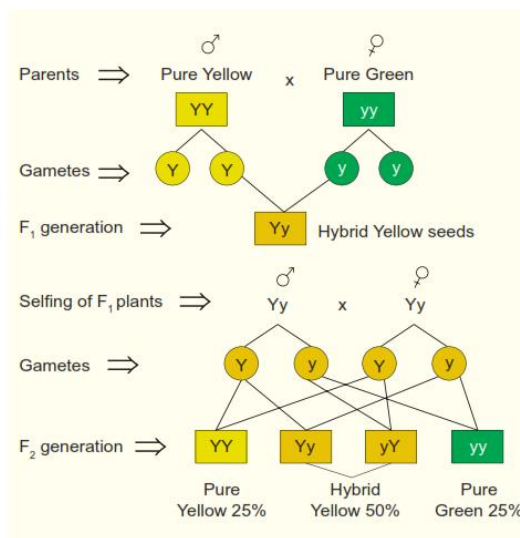 ♂ ♀
Parents ⇒ Pure Yellow x Pure Green
YY yy
Gametes ⇒ Y Y y y
F₁ generation ⇒ Yy Hybrid Yellow seeds
♂ ♀
Selfing of F₁ plants ⇒ Yy x Yy
Gametes ⇒ Y y Y y
F₂ generation ⇒ YY Yy yY yy
Pure Hybrid Pure
Yellow 25% Yellow 50% Green 25%